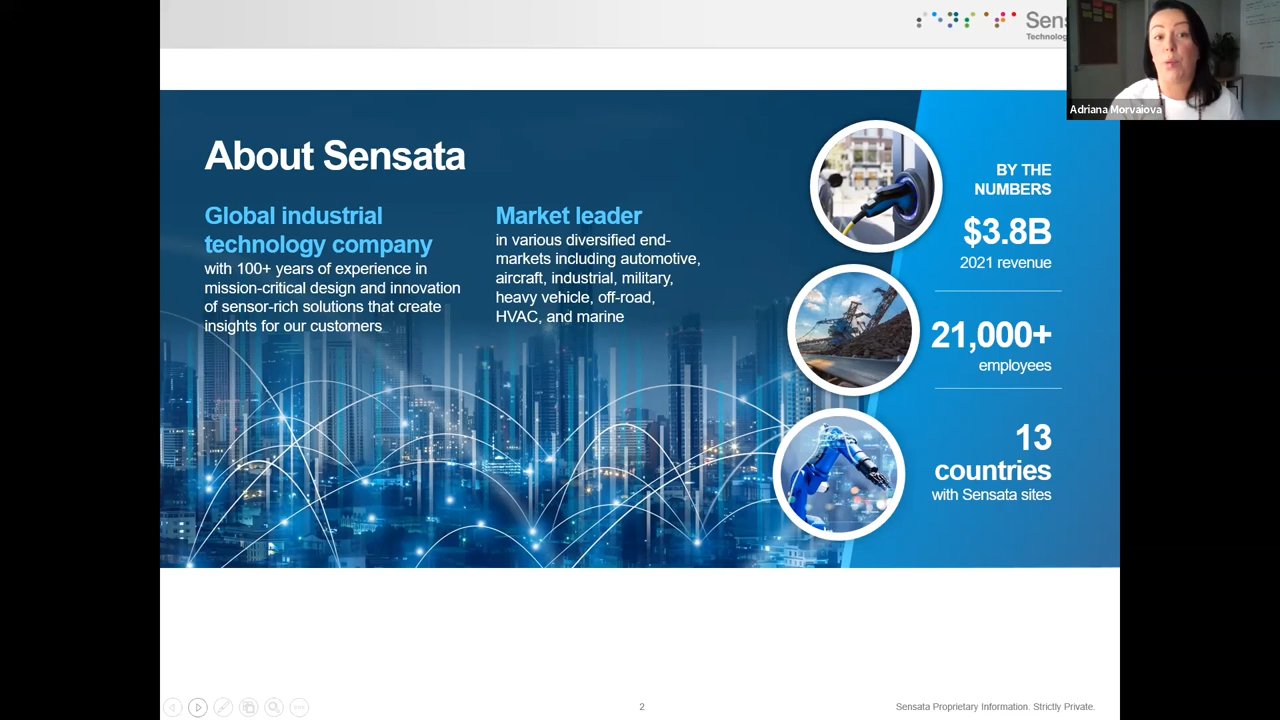 Sens
Technolog
Adriana Morvaiova
About Sensata
Global industrial
technology company
with 100+ years of experience in
mission-critical design and innovation
of sensor-rich solutions that create
insights for our customers
Market leader
in various diversified end-
markets including automotive,
aircraft, industrial, military,
heavy vehicle, off-road,
HVAC, and marine
BY THE
NUMBERS
$3.8B
2021 revenue
21,000+
employees
13
countries
with Sensata sites
2
Sensata Proprietary Information. Strictly Private.